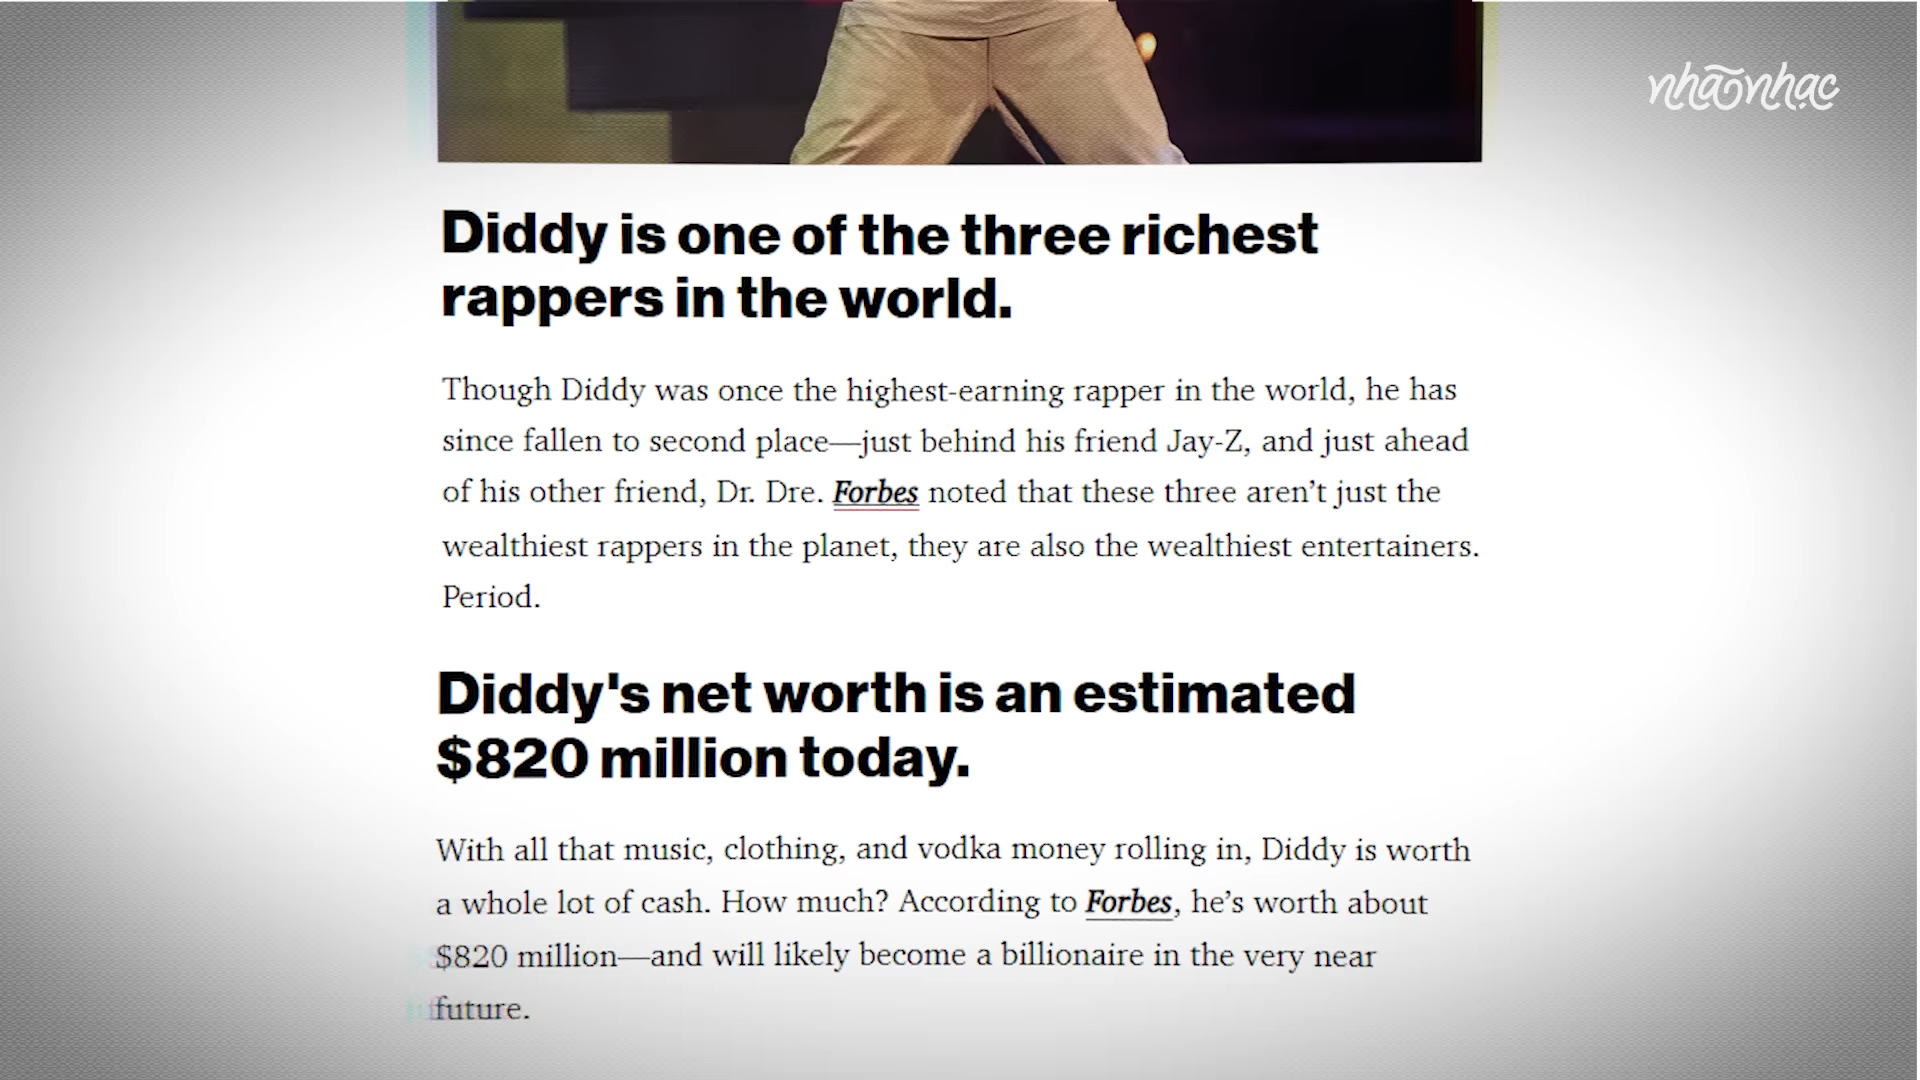 nhaõnhạc
Diddy is one of the three richest
rappers in the world.
Though Diddy was once the highest-earning rapper in the world, he has
since fallen to second place—just behind his friend Jay-Z, and just ahead
of his other friend, Dr. Dre. Forbes noted that these three aren’t just the
wealthiest rappers in the planet, they are also the wealthiest entertainers.
Period.
Diddy's net worth is an estimated
$820 million today.
With all that music, clothing, and vodka money rolling in, Diddy is worth
a whole lot of cash. How much? According to Forbes, he’s worth about
$820 million—and will likely become a billionaire in the very near
future.